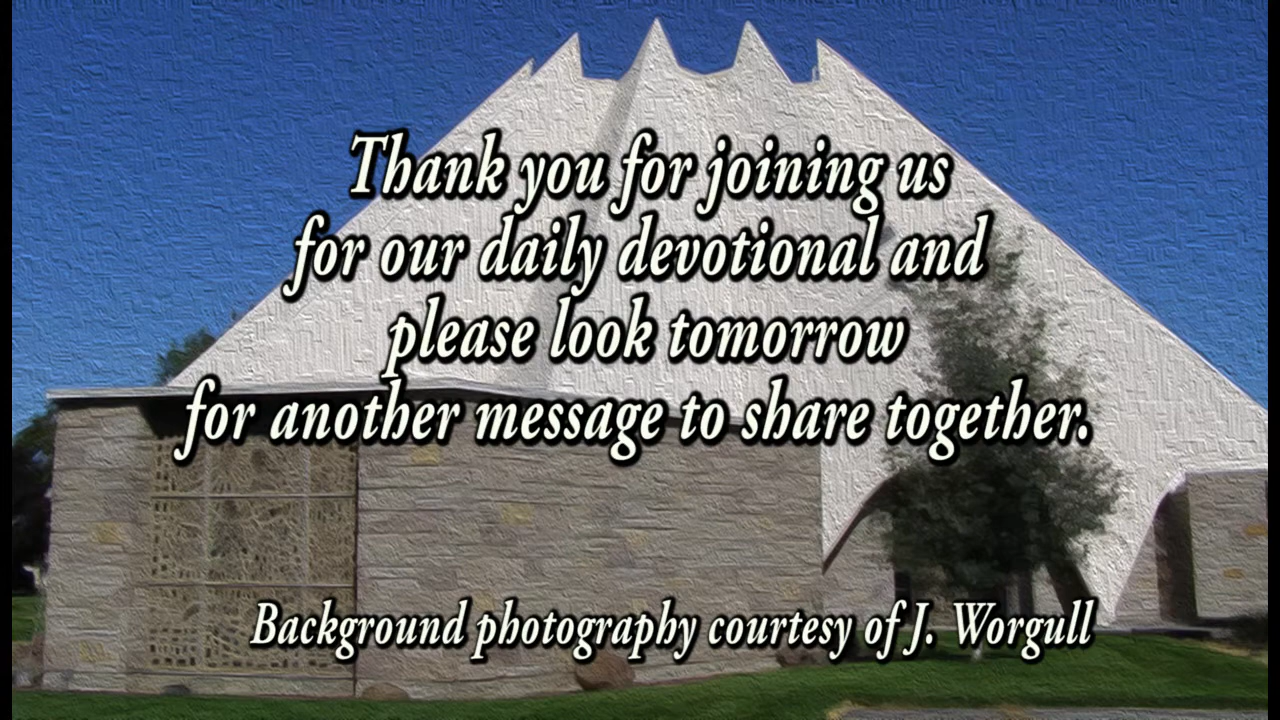 Thank you for joining us
for our daily devotional and
please look tomorrow
for another message to share together.
Background photography courtesy of J. Worgull